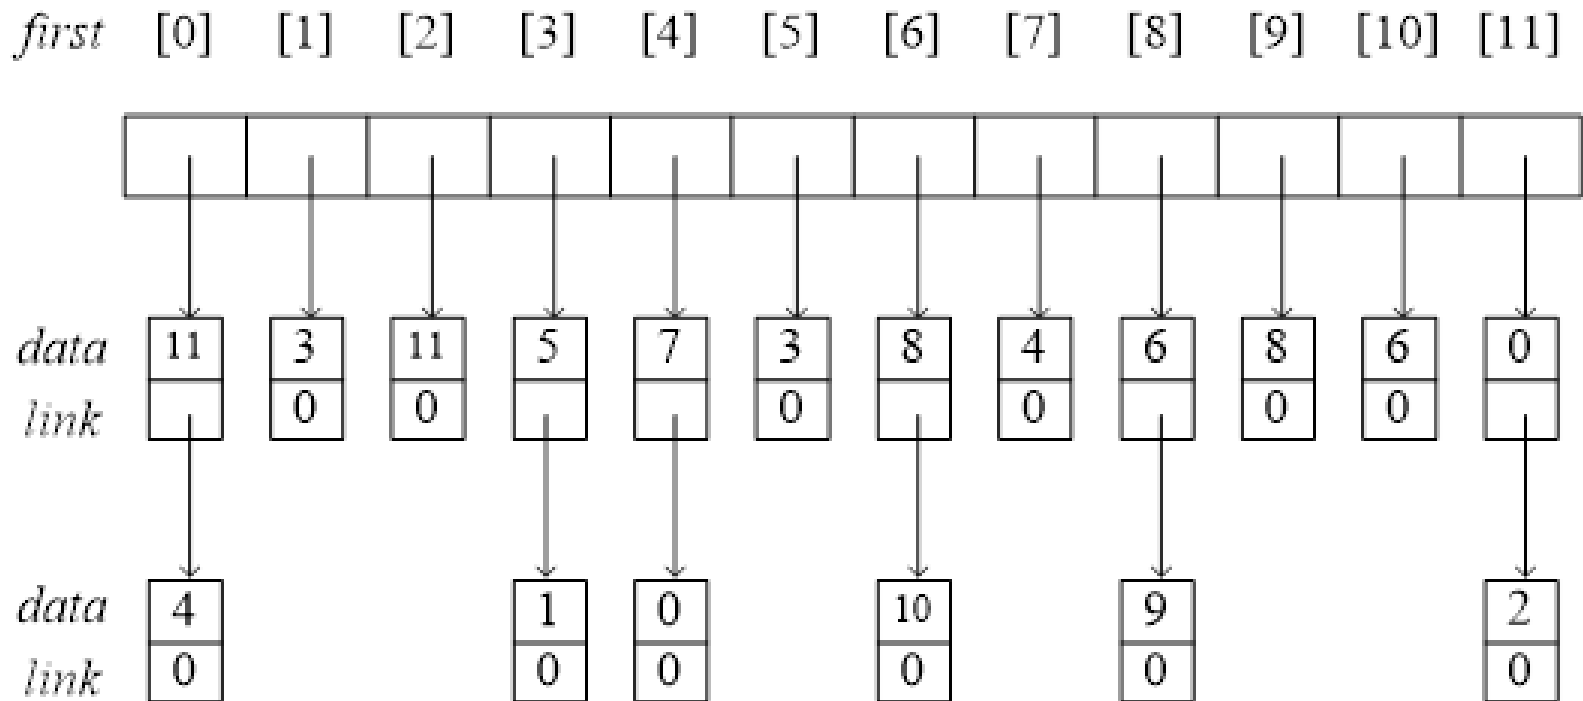 first [0] [1] [2] [3] [4] [5] [6] [7] [8] [9] [10] [11]
data 11 3 11 5 7 3 8 4 6 8 6 0
link 0 0 0 0 0 0
data 4 1 0 10 9 2
link 0 0 0 0 0 0